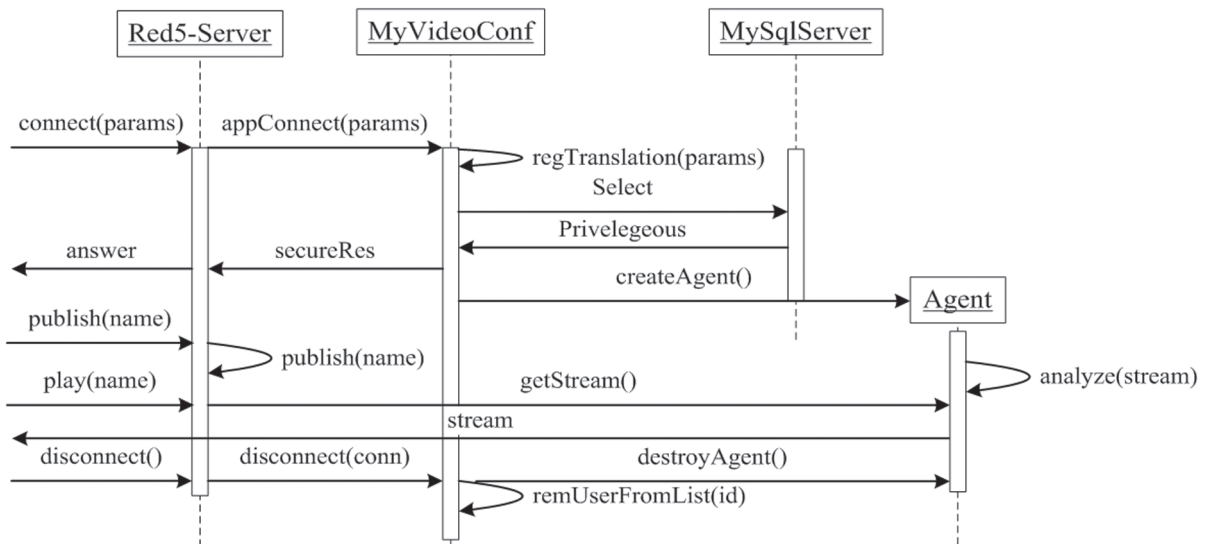 Red5-Server
MyVideoConf
MySqlServer
connect(params)
appConnect(params)
regTranslation(params)
Select
Privelegeous
answer
secureRes
createAgent()
Agent
publish(name)
publish(name)
play(name)
getStream()
analyze(stream)
stream
disconnect()
disconnect(conn)
destroyAgent()
remUserFromList(id)